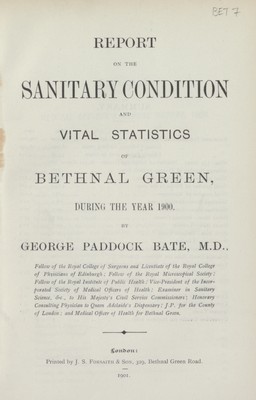 BET 7
REPORT
ON THE
SANITARY CONDITION
AND
VITAL STATISTICS
OF
BETHNAL GREEN,
DURING THE YEAR 1900.
BY
GEORGE PADDOCK BATE, M.D.,
Fellow of the Royal College of Surgeons and Licentiate of the Royal College
of Physicians of Edinburgh; Fellow of the Royal Microscopical Society;
Fellow of the Royal Institute of Public Health; Vice-President of the Incor-
porated Society of Medical Officers of Health; Examiner in Sanitary
Science, &c., to His Majesty's Civil Service Commissioners; Honorary
Consulting Physician to Queen Adelaide's Dispensary; J.P. for the County
of London; and Medical Officer of Health for Bethnal Green.
London:
Printed by J. S. Forsaith & Son, 329, Bethnal Green Road.
1901.